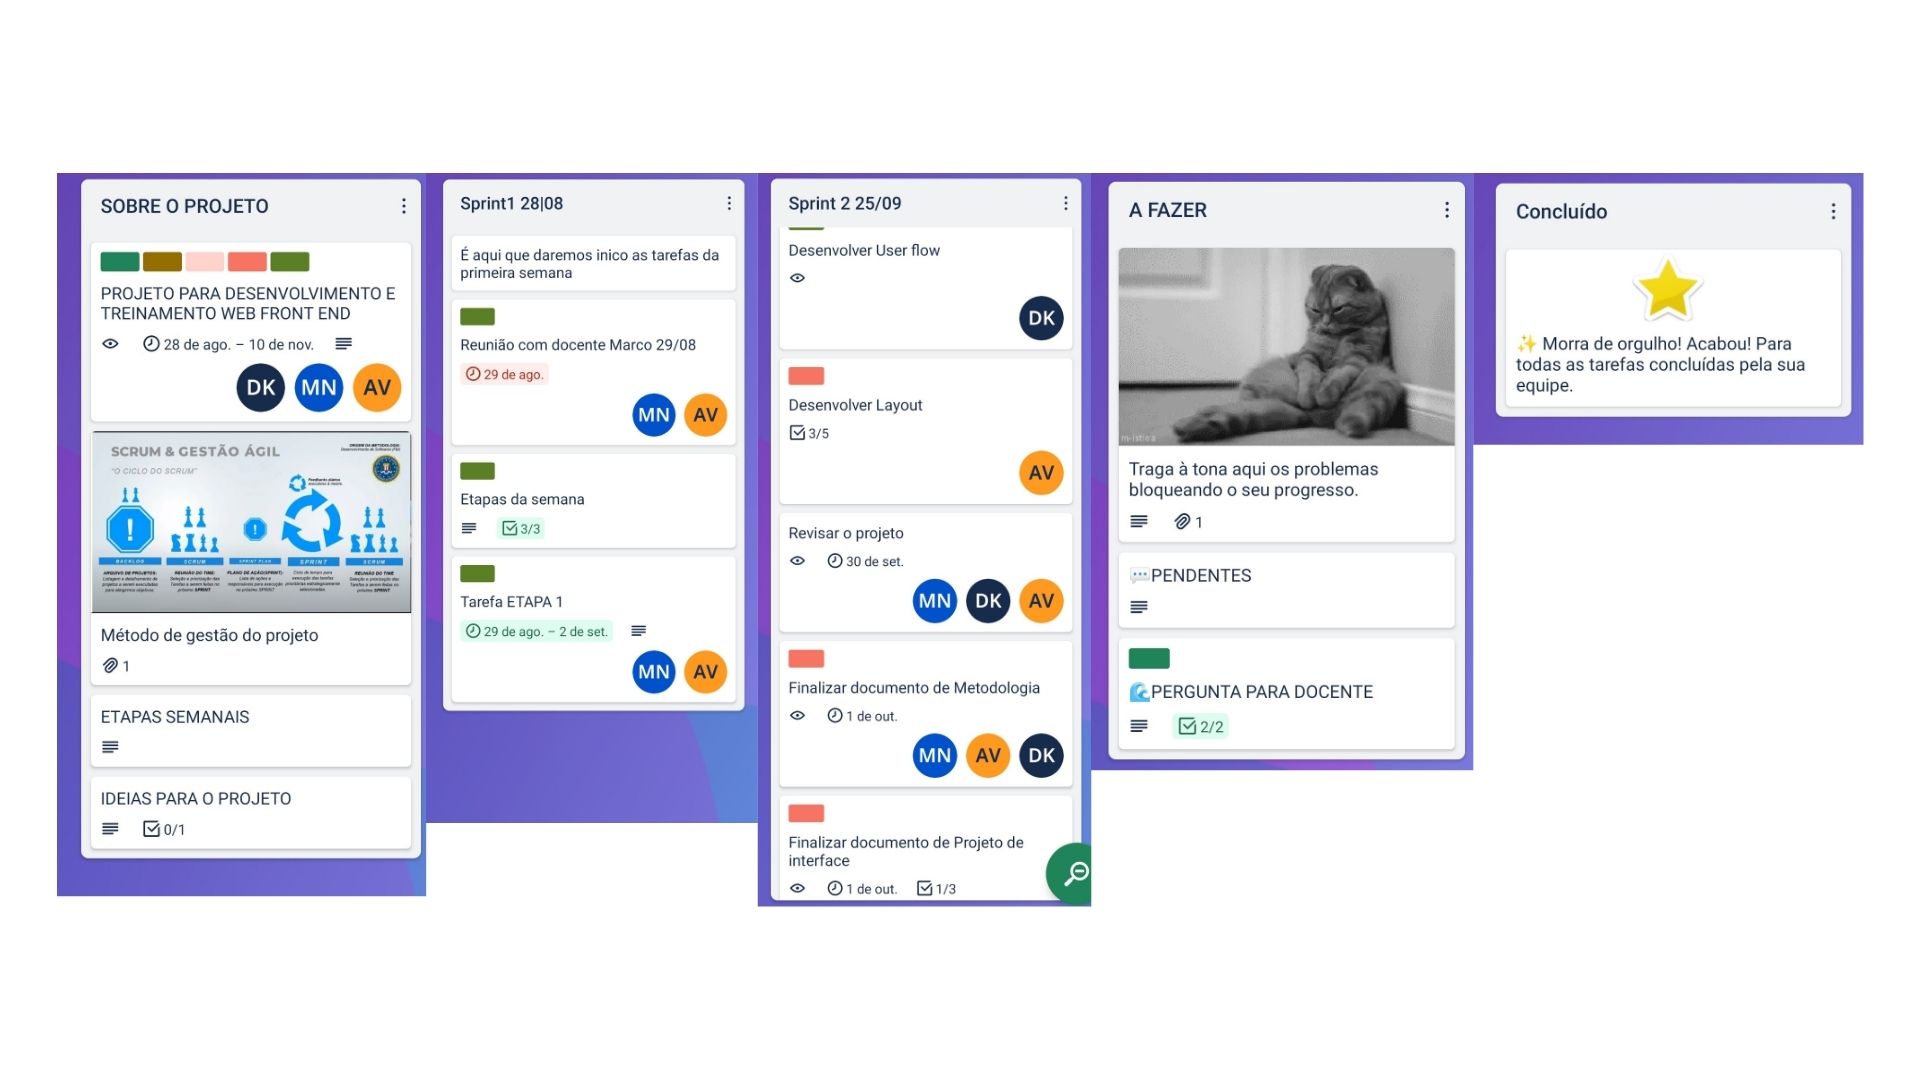 SOBRE O PROJETO
PROJETO PARA DESENVOLVIMENTO E
TREINAMENTO WEB FRONT END
28 de ago. – 10 de nov.
DK MN AV
SCRUM & GESTÃO ÁGIL
"O CICLO DO SCRUM"
BACKLOG
SCRUM
SPRINT PLAN
SPRINT
SCRUM
Método de gestão do projeto
1
ETAPAS SEMANAIS
IDEIAS PARA O PROJETO
0/1
Sprint1 28|08
É aqui que daremos inico as tarefas da
primeira semana
Reunião com docente Marco 29/08
29 de ago.
MN AV
Etapas da semana
3/3
Tarefa ETAPA 1
29 de ago. – 2 de set.
MN AV
Sprint 2 25/09
Desenvolver User flow
DK
Desenvolver Layout
3/5
AV
Revisar o projeto
30 de set.
MN DK AV
Finalizar documento de Metodologia
1 de out.
MN AV DK
Finalizar documento de Projeto de
interface
1 de out. 1/3
A FAZER
Traga à tona aqui os problemas
bloqueando o seu progresso.
1
💬PENDENTES
🌊PERGUNTA PARA DOCENTE
2/2
Concluído
✨ Morra de orgulho! Acabou! Para
todas as tarefas concluídas pela sua
equipe.